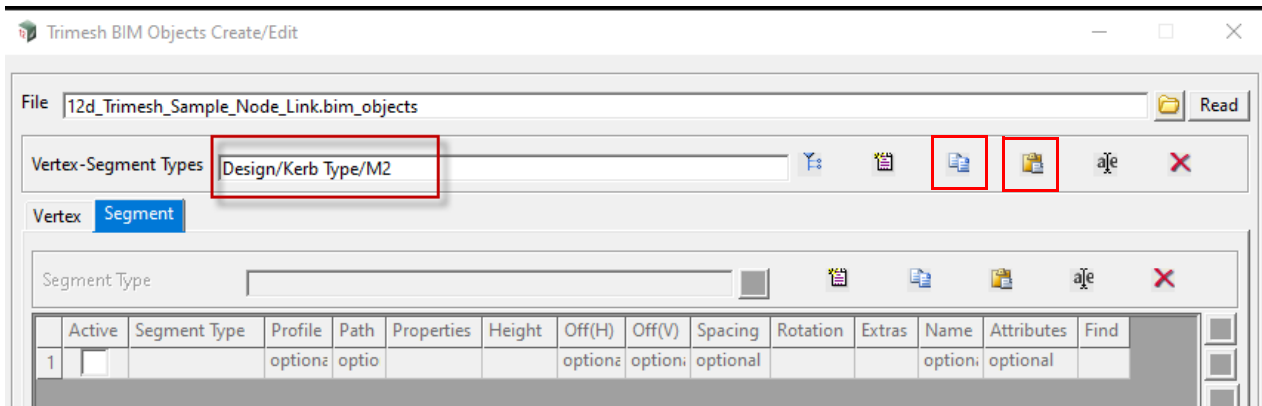 Trimesh BIM Objects Create/Edit
File 12d_Trimesh_Sample_Node_Link.bim_objects Read
Vertex-Segment Types Design/Kerb Type/M2
Vertex Segment
Segment Type
Active Segment Type Profile Path Properties Height Off(H) Off(V) Spacing Rotation Extras Name Attributes Find
1 optiona optio optiona option optional option optional